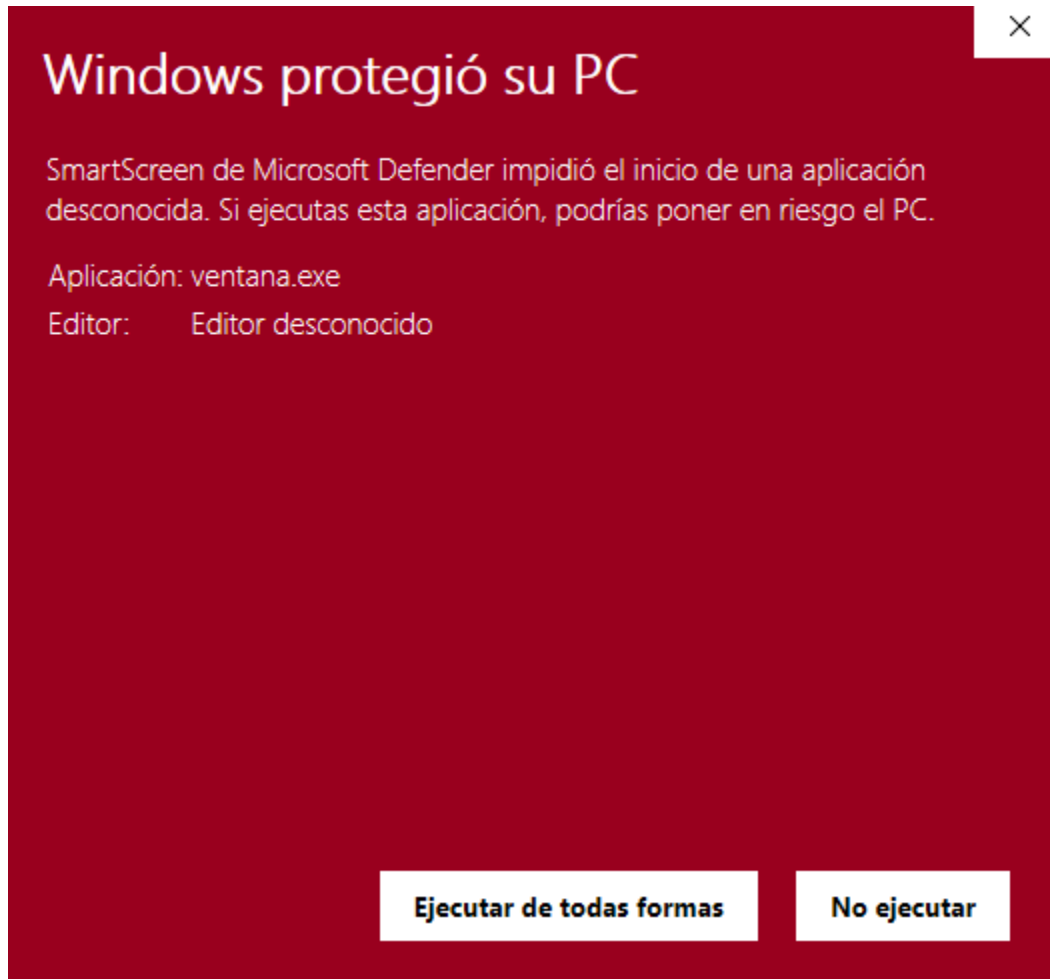 Windows protegió su PC
SmartScreen de Microsoft Defender impidió el inicio de una aplicación
desconocida. Si ejecutas esta aplicación, podrías poner en riesgo el PC.
Aplicación: ventana.exe
Editor: Editor desconocido
Ejecutar de todas formas No ejecutar